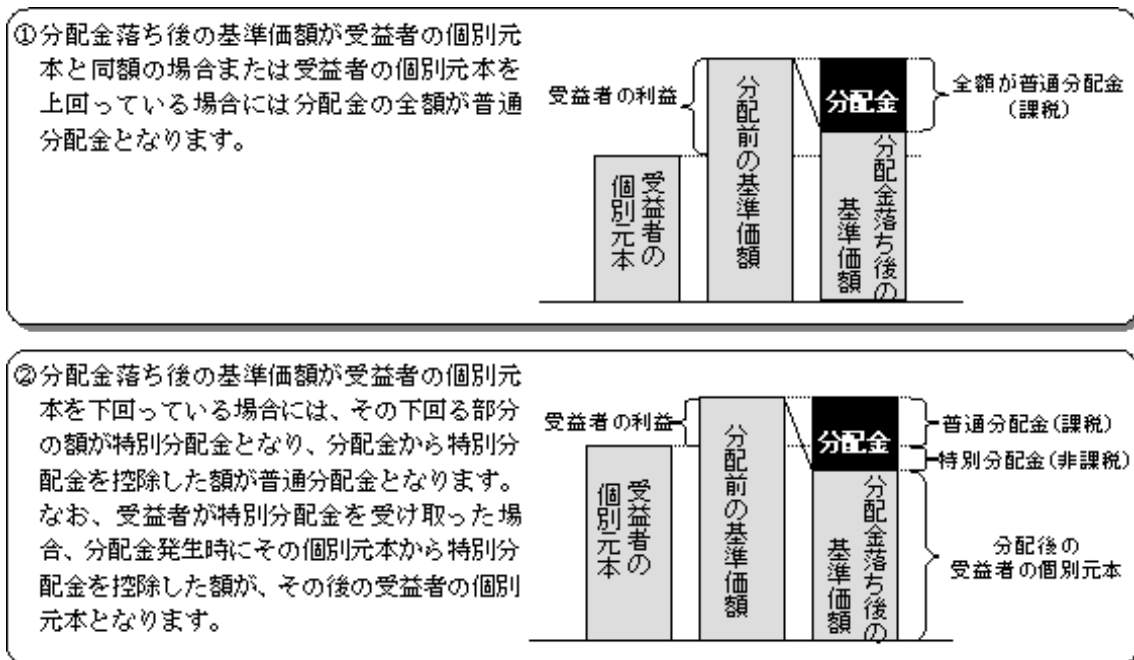 ①分配金落ち後の基準価額が受益者の個別元
本と同額の場合または受益者の個別元本を
上回っている場合には分配金の全額が普通
分配金となります。
受益者の利益
受益者の
個別元本
分配前の基準価額
分配金
分配金落ち後の
基準価額
全額が普通分配金
(課税)
②分配金落ち後の基準価額が受益者の個別元
本を下回っている場合には、その下回る部分
の額が特別分配金となり、分配金から特別分
配金を控除した額が普通分配金となります。
なお、受益者が特別分配金を受け取った場
合、分配金発生時にその個別元本から特別分
配金を控除した額が、その後の受益者の個別
元本となります。
受益者の利益
受益者の
個別元本
分配前の基準価額
分配金
分配金落ち後の
基準価額
普通分配金(課税)
特別分配金(非課税)
分配後の
受益者の個別元本